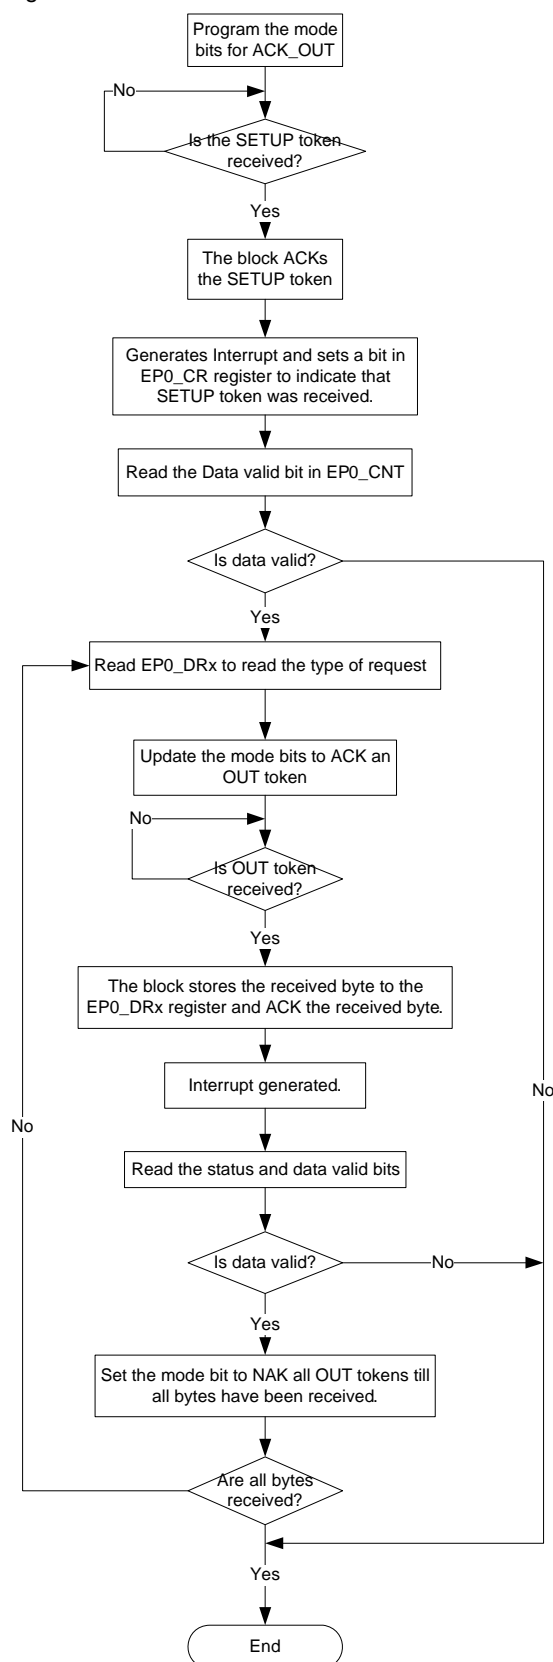 Program the mode
bits for ACK_OUT
No
Is the SETUP token
received?
Yes
The block ACKs
the SETUP token
Generates Interrupt and sets a bit in
EP0_CR register to indicate that
SETUP token was received.
Read the Data valid bit in EP0_CNT
Is data valid?
Yes
Read EP0_DRx to read the type of request
Update the mode bits to ACK an
OUT token
No
Is OUT token
received?
Yes
The block stores the received byte to the
EP0_DRx register and ACK the received byte.
Interrupt generated.
No
No
Read the status and data valid bits
Is data valid?
No
Yes
Set the mode bit to NAK all OUT tokens till
all bytes have been received.
Are all bytes
received?
Yes
End